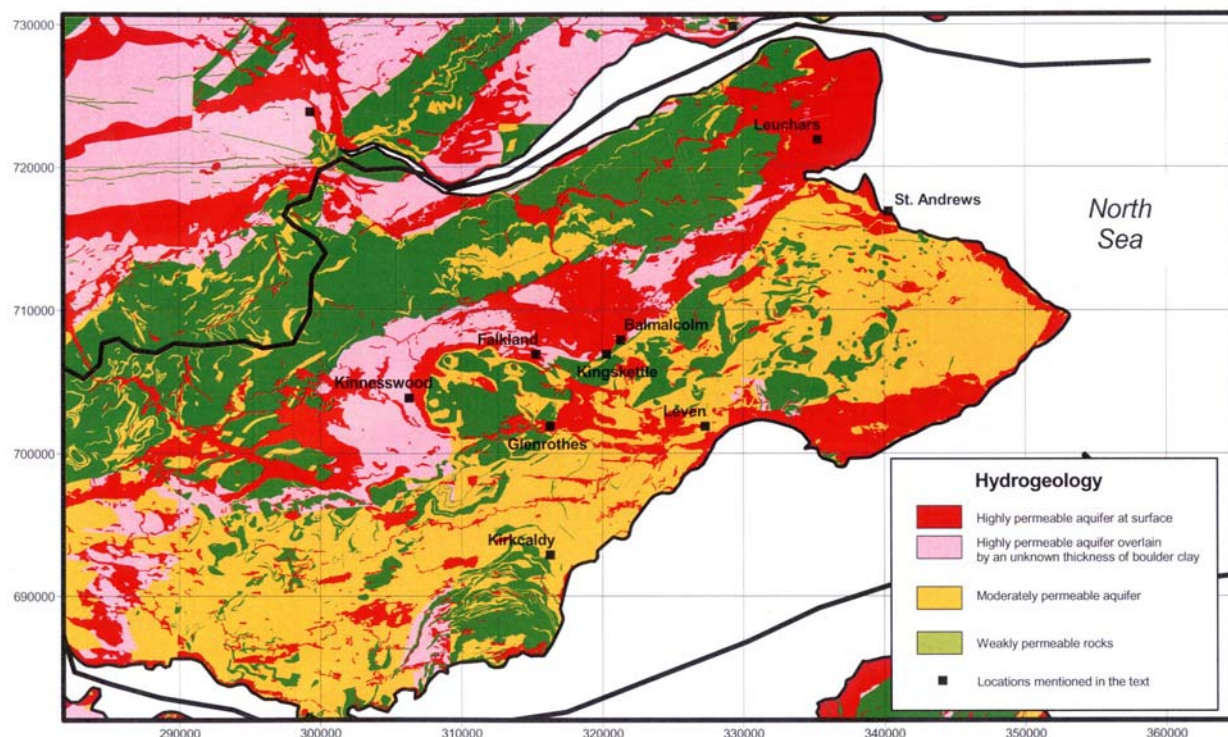 730000
720000
710000
700000
690000
Leuchars
St. Andrews
North
Sea
Balmalcolm
Falkland
Kingskettle
Kinnesswood
Leven
Glenrothes
Kirkcaldy
Hydrogeology
Highly permeable aquifer at surface
Highly permeable aquifer overlain
by an unknown thickness of boulder clay
Moderately permeable aquifer
Weakly permeable rocks
Locations mentioned in the text
290000 300000 310000 320000 330000 340000 350000 360000